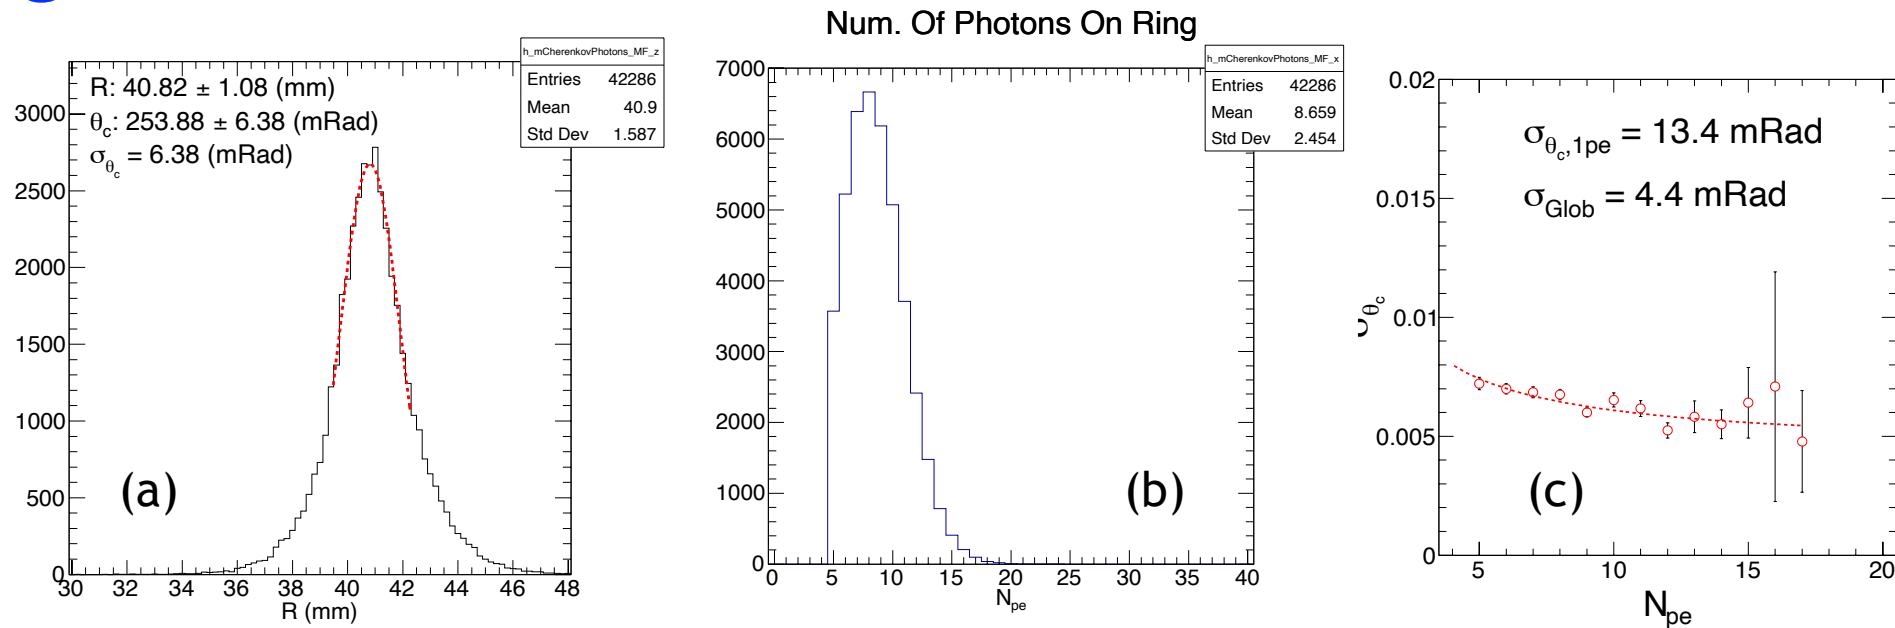 Num. Of Photons On Ring
h_mCherenkovPhotons_MF_z
Entries 42286
Mean 40.9
Std Dev 1.587
R: 40.82 ± 1.08 (mm)
θc: 253.88 ± 6.38 (mRad)
σθc = 6.38 (mRad)
3000
2500
2000
1500
1000
500
0
(a)
30 32 34 36 38 40 42 44 46 48
R (mm)
h_mCherenkovPhotons_MF_x
Entries 42286
Mean 8.659
Std Dev 2.454
7000
6000
5000
4000
3000
2000
1000
0
(b)
0 5 10 15 20 25 30 35 40
Npe
σθc,1pe = 13.4 mRad
σGlob = 4.4 mRad
0.02
0.015
0.01
0.005
0
σθc
(c)
5 10 15 20
Npe